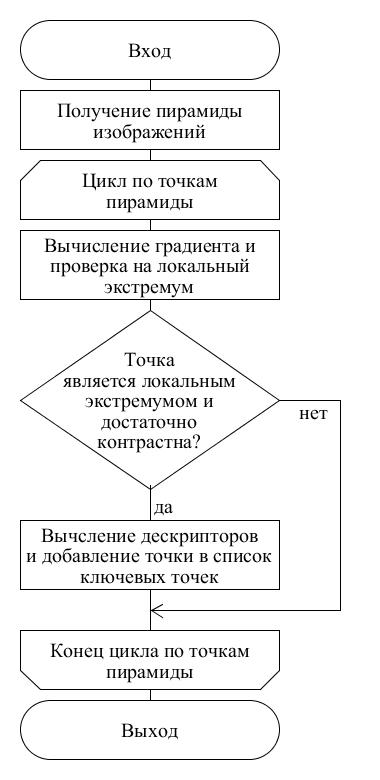 Вход
Получение пирамиды
изображений
Цикл по точкам
пирамиды
Вычисление градиента и
проверка на локальный
экстремум
Точка
является локальным
экстремумом и
достаточно
контрастна?
нет
да
Вычсление дескрипторов
и добавление точки в список
ключевых точек
Конец цикла по точкам
пирамиды
Выход